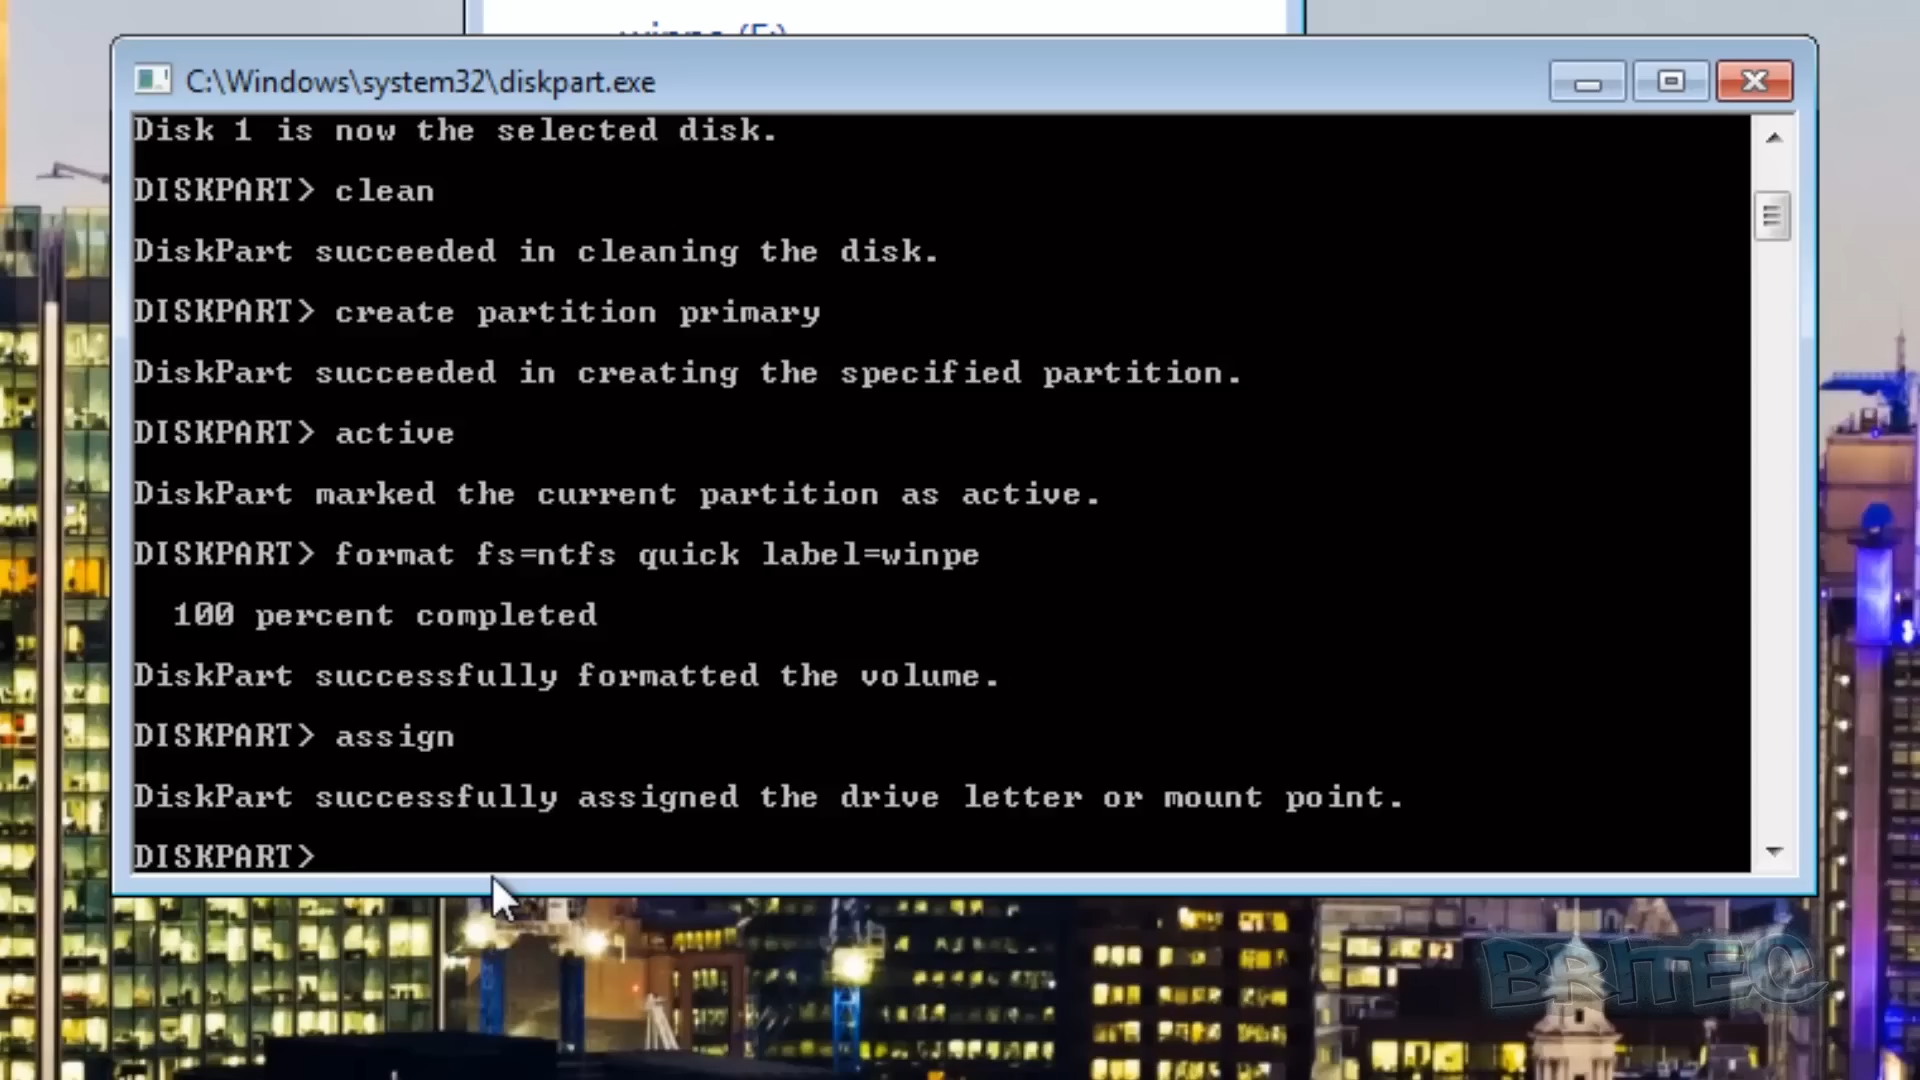 winpe (F:)
C:\Windows\system32\diskpart.exe
Disk 1 is now the selected disk.
DISKPART> clean
DiskPart succeeded in cleaning the disk.
DISKPART> create partition primary
DiskPart succeeded in creating the specified partition.
DISKPART> active
DiskPart marked the current partition as active.
DISKPART> format fs=ntfs quick label=winpe
100 percent completed
DiskPart successfully formatted the volume.
DISKPART> assign
DiskPart successfully assigned the drive letter or mount point.
DISKPART>
BRITEC